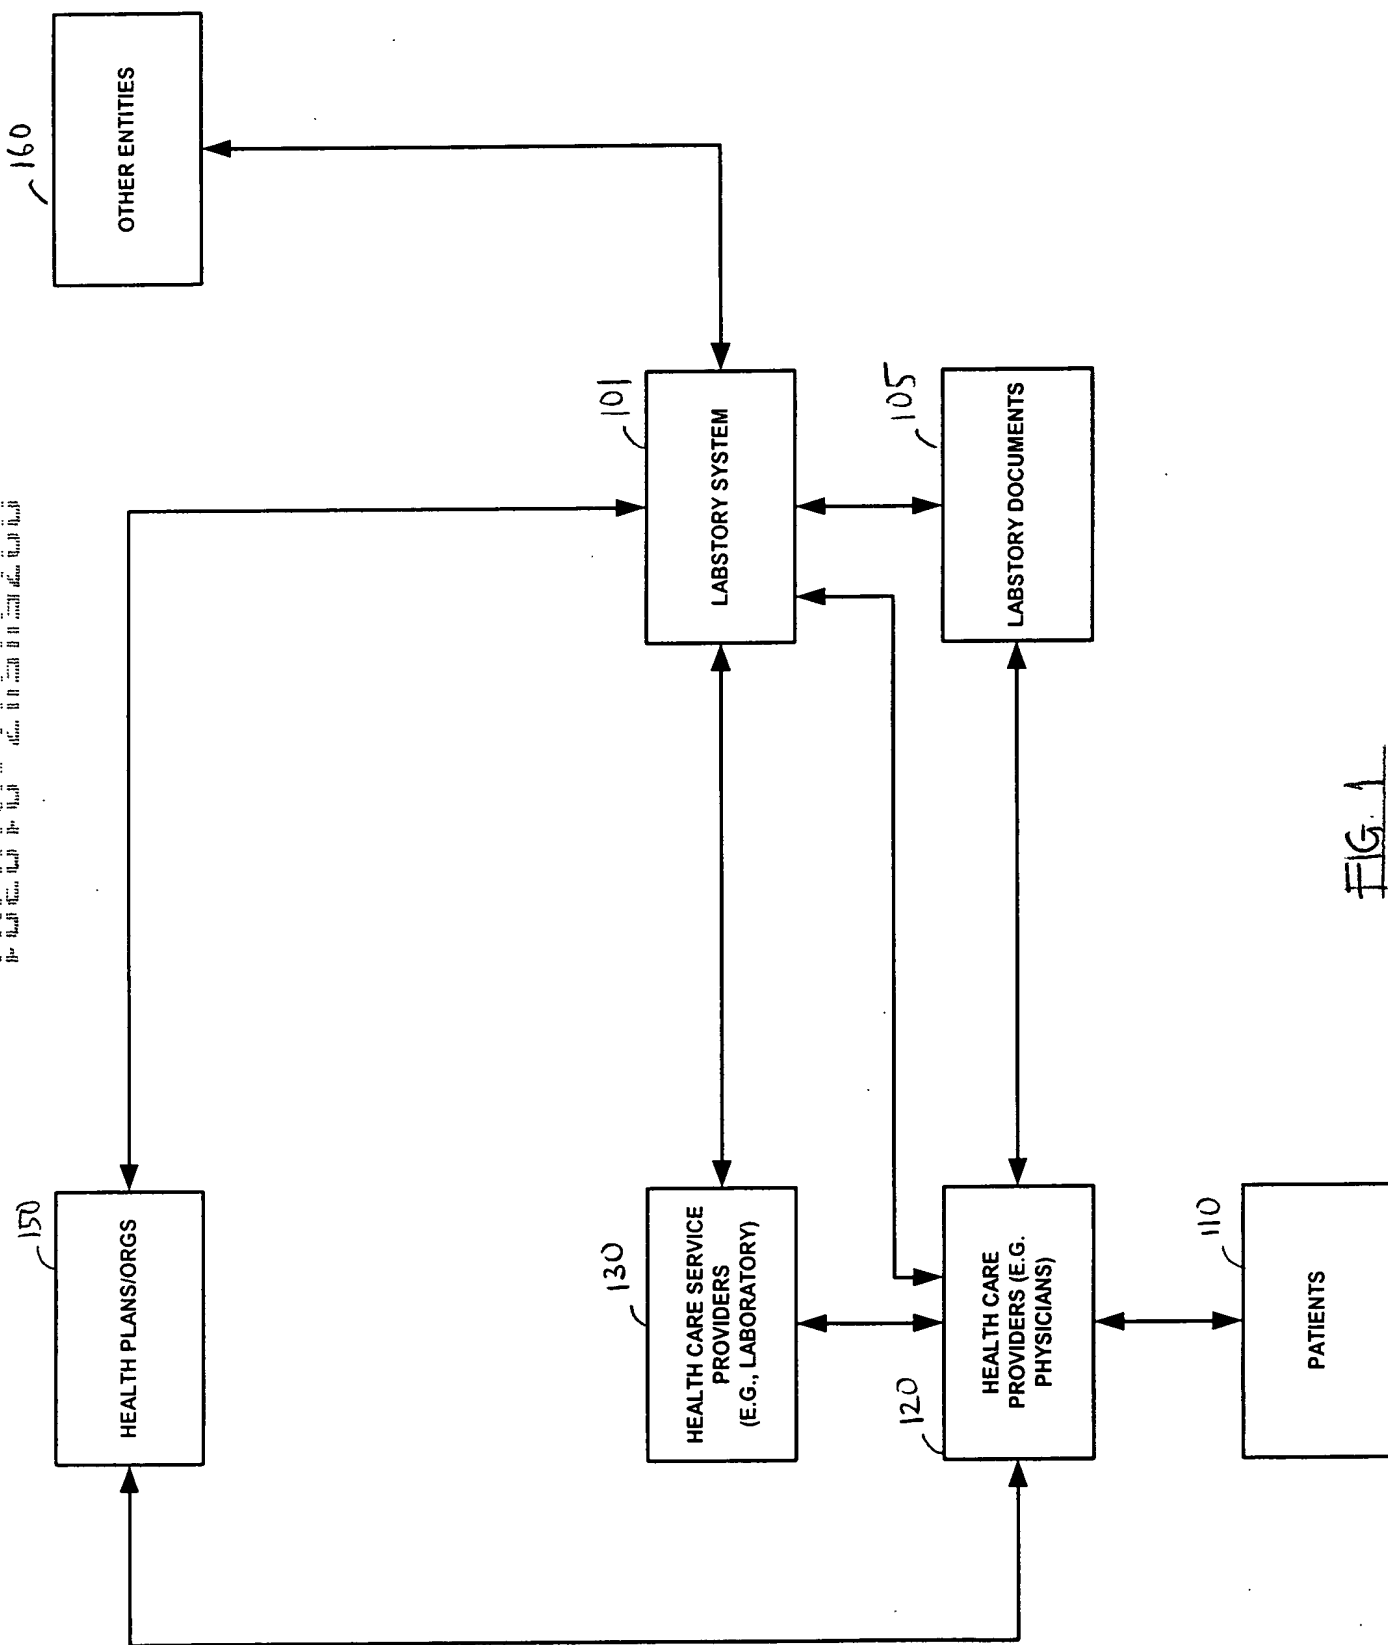 150
HEALTH PLANS/ORGS
160
OTHER ENTITIES
130
HEALTH CARE SERVICE
PROVIDERS
(E.G., LABORATORY)
101
LABSTORY SYSTEM
120
HEALTH CARE
PROVIDERS (E.G.
PHYSICIANS)
105
LABSTORY DOCUMENTS
110
PATIENTS
FIG. 1